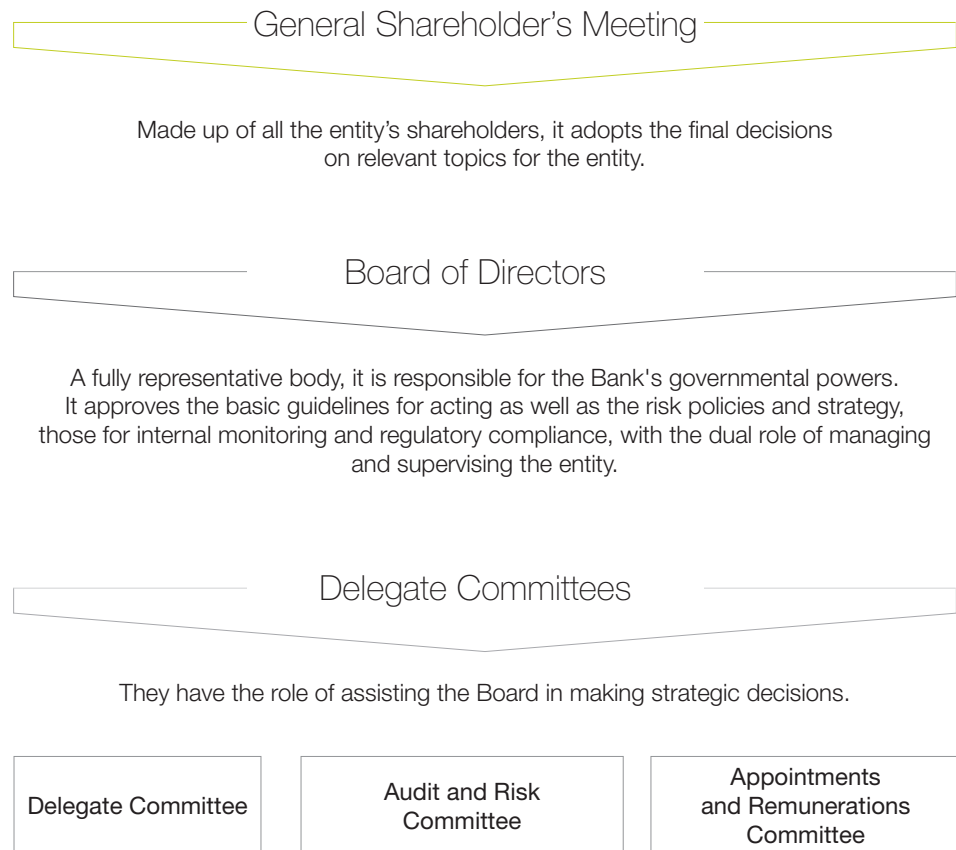 General Shareholder’s Meeting
Made up of all the entity’s shareholders, it adopts the final decisions
on relevant topics for the entity.
Board of Directors
A fully representative body, it is responsible for the Bank's governmental powers.
It approves the basic guidelines for acting as well as the risk policies and strategy,
those for internal monitoring and regulatory compliance, with the dual role of managing
and supervising the entity.
Delegate Committees
They have the role of assisting the Board in making strategic decisions.
Delegate Committee
Audit and Risk
Committee
Appointments
and Remunerations
Committee